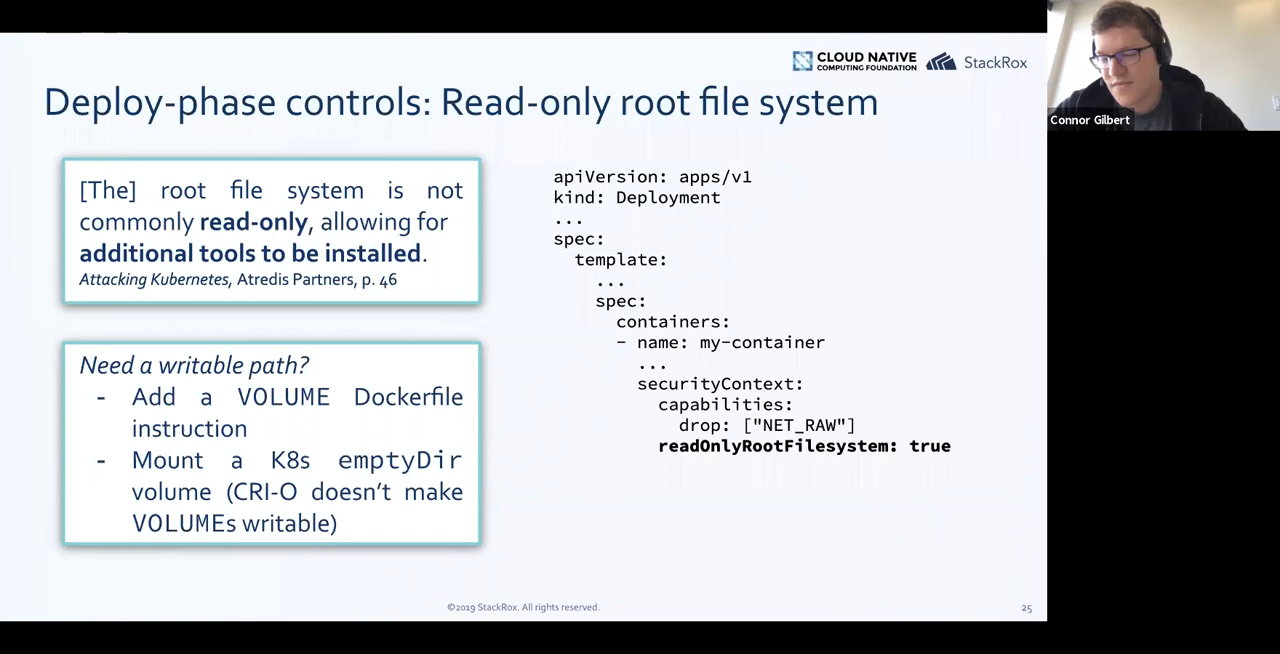 CLOUD NATIVE
COMPUTING FOUNDATION
StackRox
Deploy-phase controls: Read-only root file system
[The] root file system is not
commonly read-only, allowing for
additional tools to be installed.
Attacking Kubernetes, Atredis Partners, p. 46
Need a writable path?
- Add a VOLUME Dockerfile
instruction
- Mount a K8s emptyDir
volume (CRI-O doesn't make
VOLUMEs writable)
apiVersion: apps/v1
kind: Deployment
...
spec:
template:
...
spec:
containers:
- name: my-container
...
securityContext:
capabilities:
drop: ["NET_RAW"]
readOnlyRootFilesystem: true
©2019 StackRox. All rights reserved.
25
Connor Gilbert